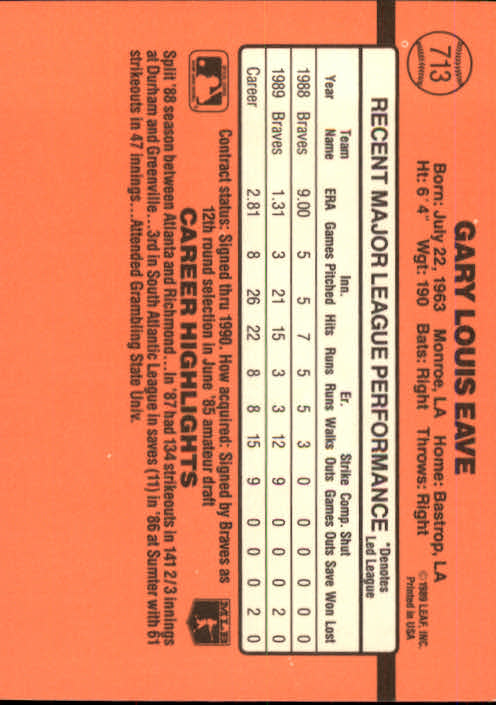 713
GARY LOUIS EAVE
Born: July 22, 1963 Monroe, LA Home: Bastrop, LA
Ht: 6'4" Wgt: 190 Bats: Right Throws: Right
© 1989 LEAF, INC.
Printed in USA
RECENT MAJOR LEAGUE PERFORMANCE *Denotes Led League
Team Inn. Er. Strike Comp. Shut
Year Name ERA Games Pitched Hits Runs Runs Walks Outs Games Outs Save Won Lost
1988 Braves 9.00 5 5 7 5 5 3 0 0 0 0 0 0
1989 Braves 1.31 3 21 15 3 3 12 9 0 0 0 2 0
Career 2.81 8 26 22 8 8 15 9 0 0 0 2 0
Contract status: Signed thru 1990. How acquired: Signed by Braves as
12th round selection in June '85 amateur draft
CAREER HIGHLIGHTS
MLB
Split '88 season between Atlanta and Richmond...In '87 had 134 strikeouts in 141 2/3 innings
at Durham and Greenville...3rd in South Atlantic League in saves (11) in '86 at Sumter with 61
strikeouts in 47 innings...Attended Grambling State Univ.